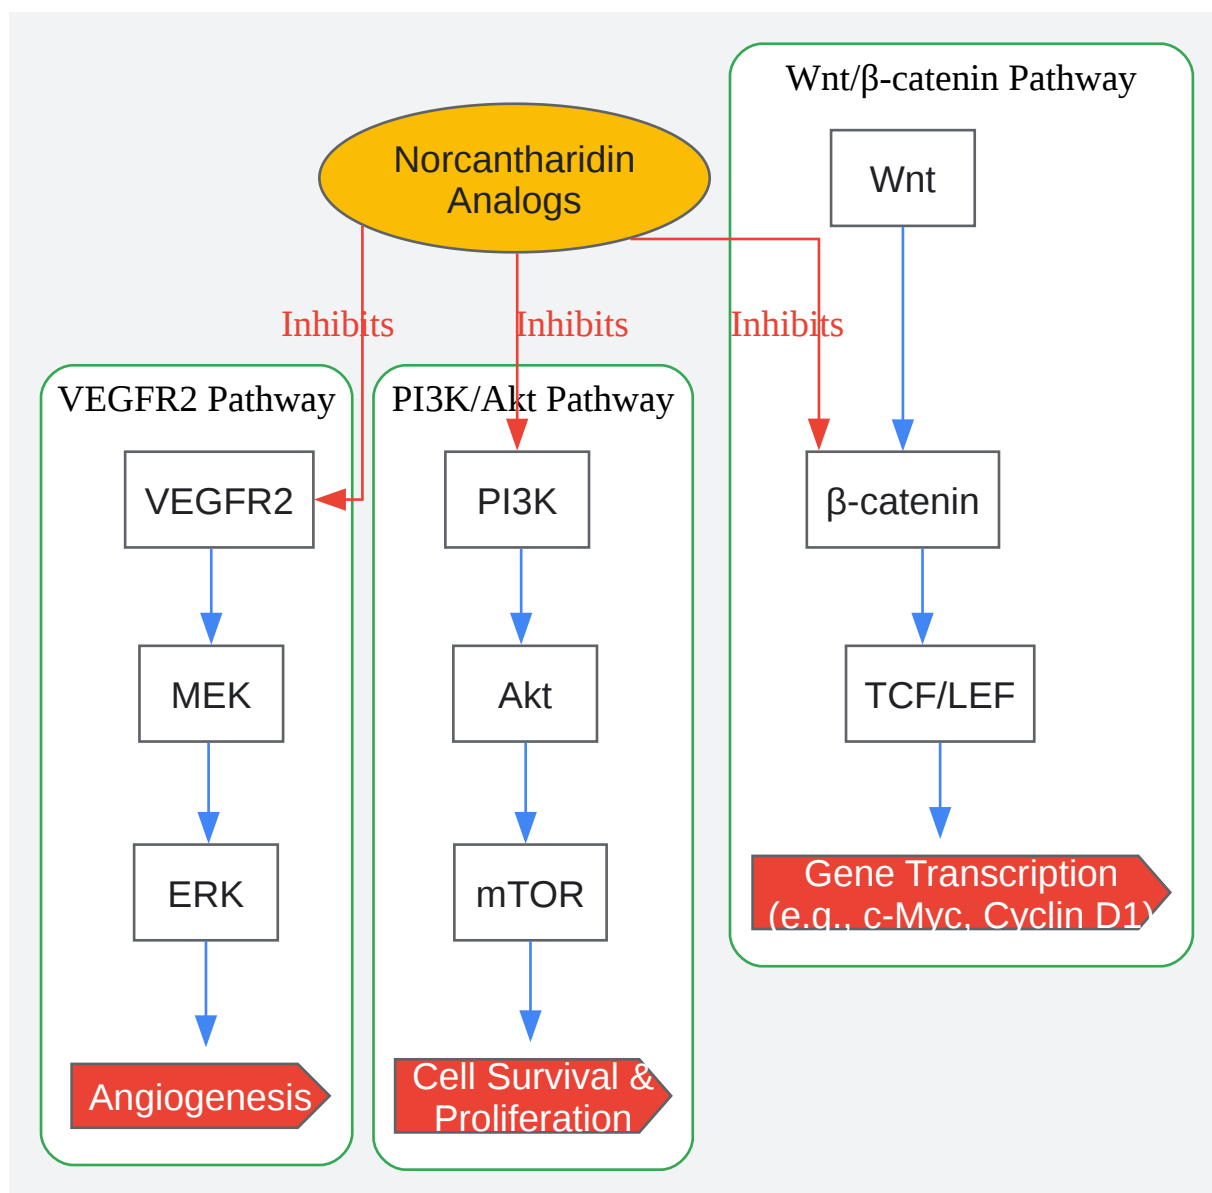 Wnt/β-catenin Pathway
Norcantharidin
Analogs
Wnt
Inhibits
Inhibits
Inhibits
VEGFR2 Pathway
PI3K/Akt Pathway
VEGFR2
PI3K
β-catenin
MEK
Akt
TCF/LEF
ERK
mTOR
Gene Transcription
(e.g., c-Myc, Cyclin D1)
Angiogenesis
Cell Survival &
Proliferation